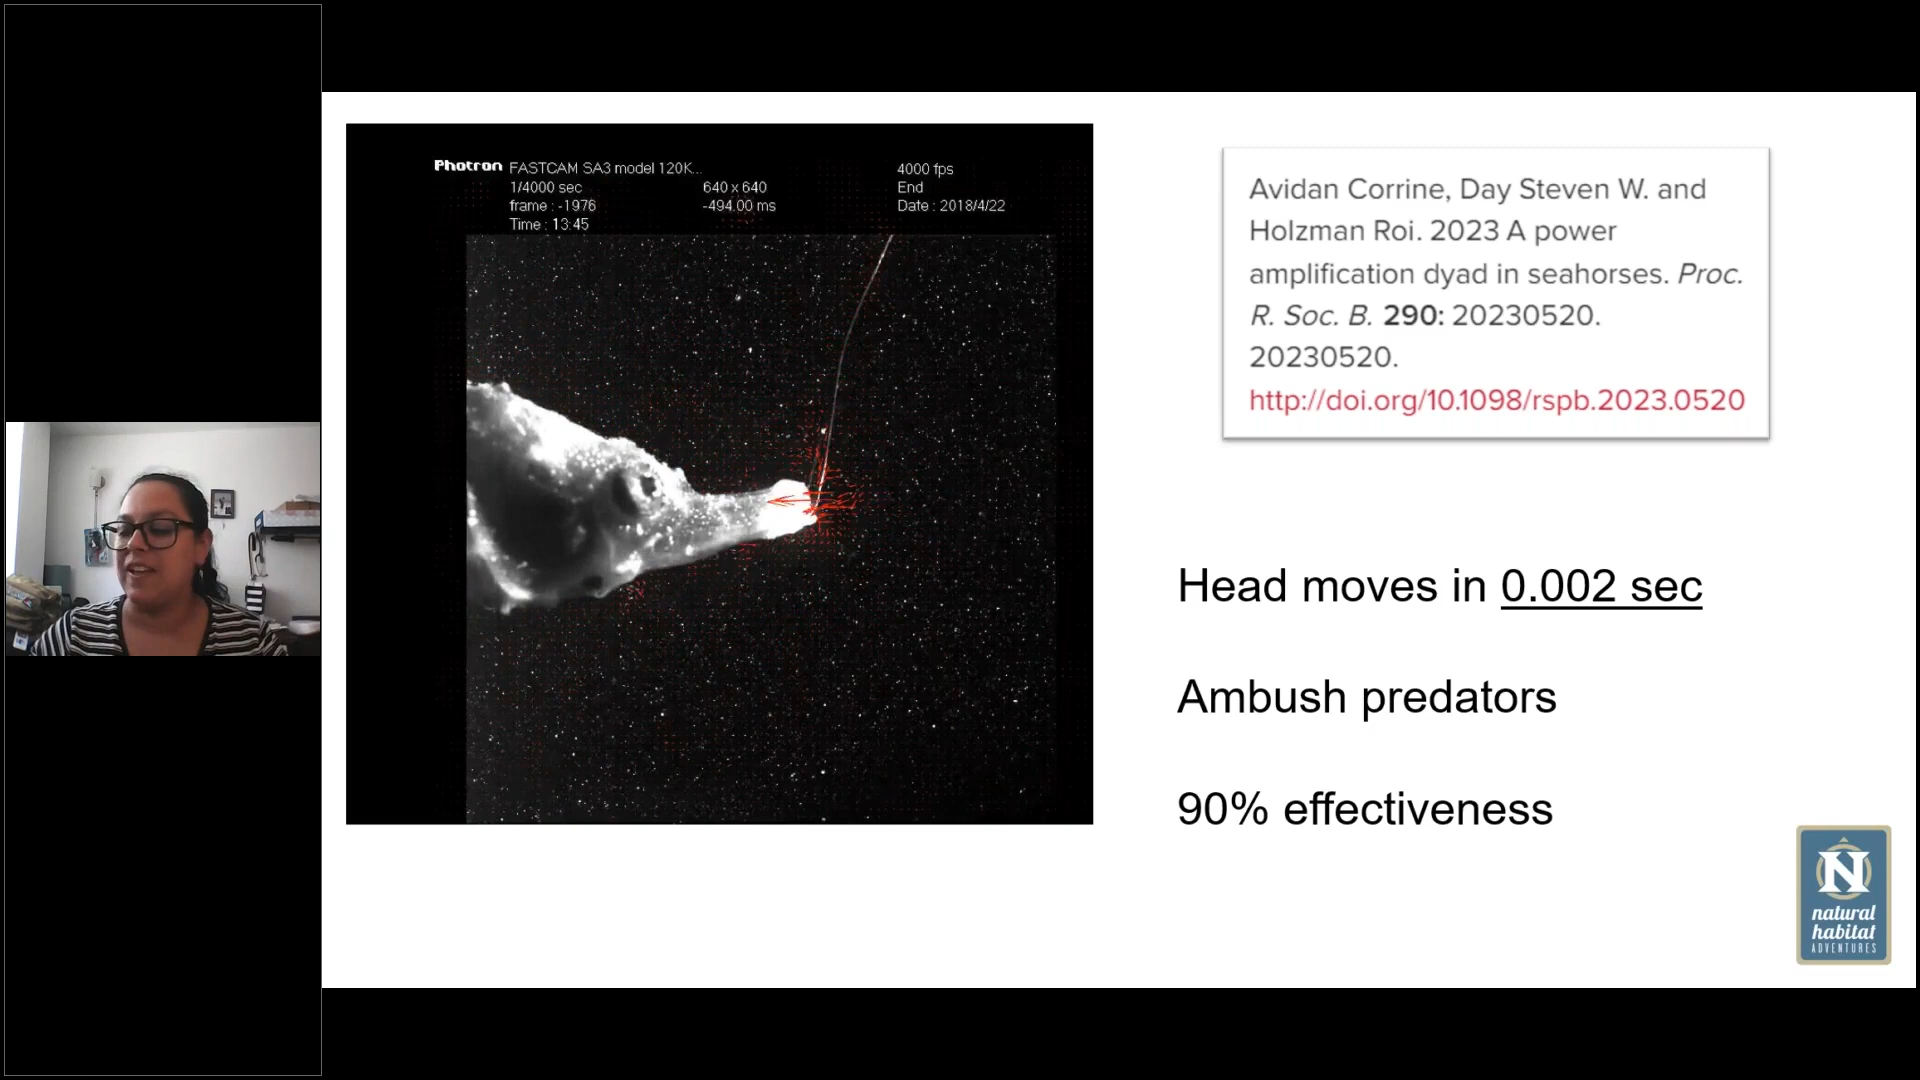 Photron FASTCAM SA3 model 120K... 4000 fps
1/4000 sec 640 x 640 End
frame : -1976 -494.00 ms Date : 2018/4/22
Time : 13:45
Avidan Corrine, Day Steven W. and
Holzman Roi. 2023 A power
amplification dyad in seahorses. Proc.
R. Soc. B. 290: 20230520.
20230520.
http://doi.org/10.1098/rspb.2023.0520
Head moves in 0.002 sec
Ambush predators
90% effectiveness
N
natural
habitat
ADVENTURES